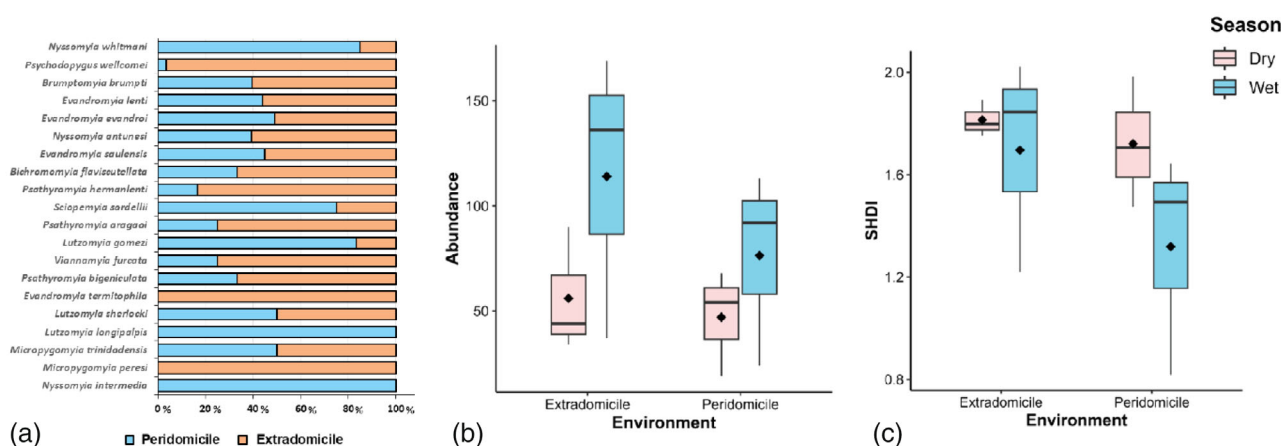 Nyssomyia whitmani
Psychodopygus wellcomei
Brumptomyia brumpti
Evandromyia lenti
Evandromyia evandroi
Nyssomyia antunesi
Evandromyia saulensis
Bichromomyia flaviscutellata
Psathyromyia hermanlenti
Sciopemyia sordellii
Psathyromyia aragaoi
Lutzomyia gomezi
Viannamyia furcata
Psathyromyia bigeniculata
Evandromyia termitophila
Lutzomyia sherlocki
Lutzomyia longipalpis
Micropygomyia trinidadensis
Micropygomyia peresi
Nyssomyia intermedia
0 % 20 % 40 % 60 % 80 % 100 %
Peridomicile Extradomicile
(a)
Abundance
150
100
50
Extradomicile Peridomicile
Environment
(b)
SHDI
2.0
1.6
1.2
0.8
Extradomicile Peridomicile
Environment
(c)
Season
Dry
Wet